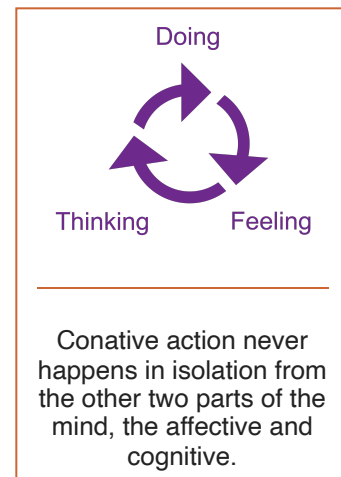 Doing
Thinking
Feeling
Conative action never
happens in isolation from
the other two parts of the
mind, the affective and
cognitive.